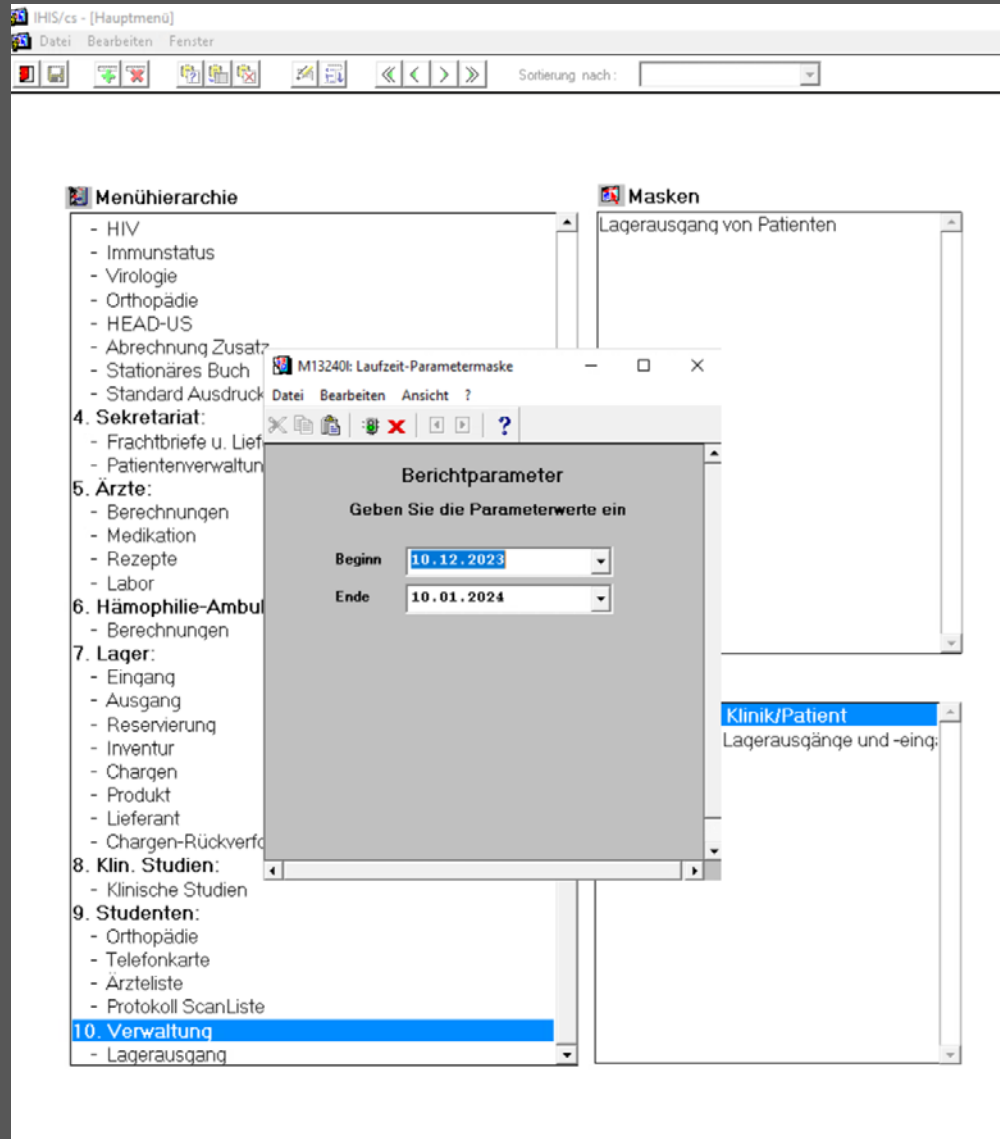 IHIS/cs - [Hauptmenü]
Datei Bearbeiten Fenster
Sortierung nach:
Menühierarchie
- HIV
- Immunstatus
- Virologie
- Orthopädie
- HEAD-US
- Abrechnung Zusatz
- Stationäres Buch
- Standard Ausdruck
4. Sekretariat:
- Frachtbriefe u. Lief
- Patientenverwaltun
5. Ärzte:
- Berechnungen
- Medikation
- Rezepte
- Labor
6. Hämophilie-Ambul
- Berechnungen
7. Lager:
- Eingang
- Ausgang
- Reservierung
- Inventur
- Chargen
- Produkt
- Lieferant
- Chargen-Rückverfo
8. Klin. Studien:
- Klinische Studien
9. Studenten:
- Orthopädie
- Telefonkarte
- Ärzteliste
- Protokoll ScanListe
10. Verwaltung
- Lagerausgang
Masken
Lagerausgang von Patienten
Klinik/Patient
Lagerausgänge und -eing
M13240I: Laufzeit-Parametermaske
Datei Bearbeiten Ansicht ?
Berichtparameter
Geben Sie die Parameterwerte ein
Beginn 10.12.2023
Ende 10.01.2024